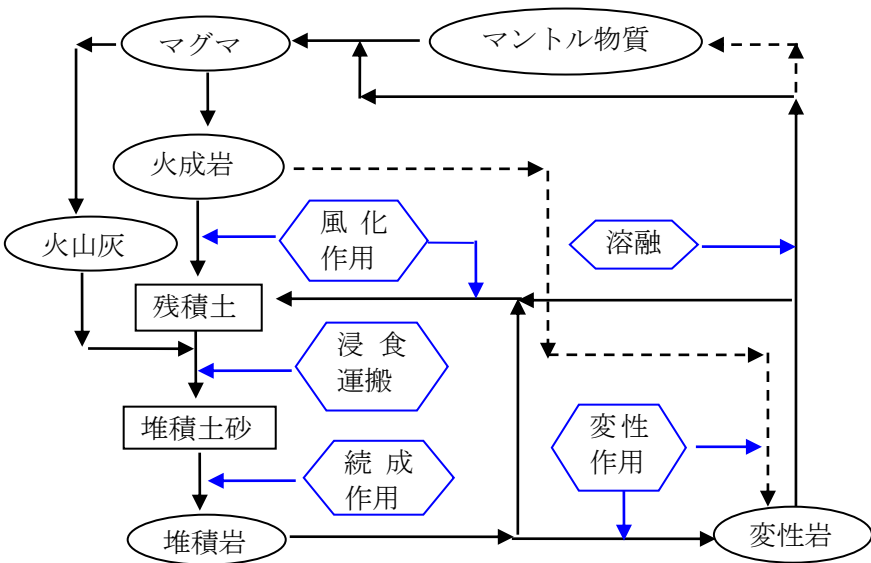 マグマ
マントル物質
火成岩
火山灰
風化
作用
溶融
残積土
浸食
運搬
堆積土砂
変性
作用
続成
作用
堆積岩
変性岩